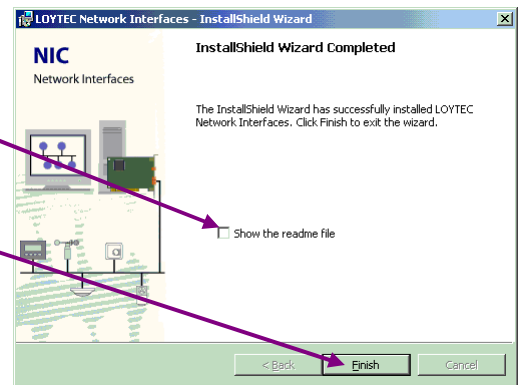 LOYTEC Network Interfaces - InstallShield Wizard
NIC
Network Interfaces
InstallShield Wizard Completed
The InstallShield Wizard has successfully installed LOYTEC
Network Interfaces. Click Finish to exit the wizard.
Show the readme file
< Back
Finish
Cancel